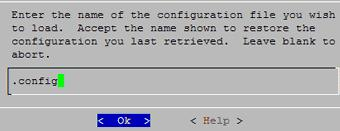 Enter the name of the configuration file you wish
to load.  Accept the name shown to restore the
configuration you last retrieved.  Leave blank to
abort.
.config
<  Ok  >
< Help >